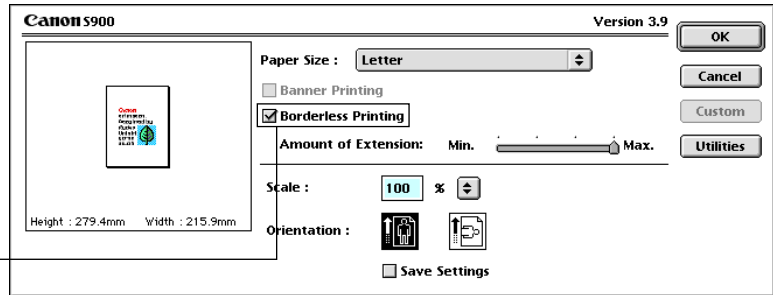 Canon S900
Version 3.9
OK
Paper Size : Letter
Cancel
Banner Printing
Custom
Borderless Printing
Amount of Extension: Min. Max.
Utilities
Scale : 100 %
Height : 279.4mm Width : 215.9mm
Orientation :
Save Settings
Canon